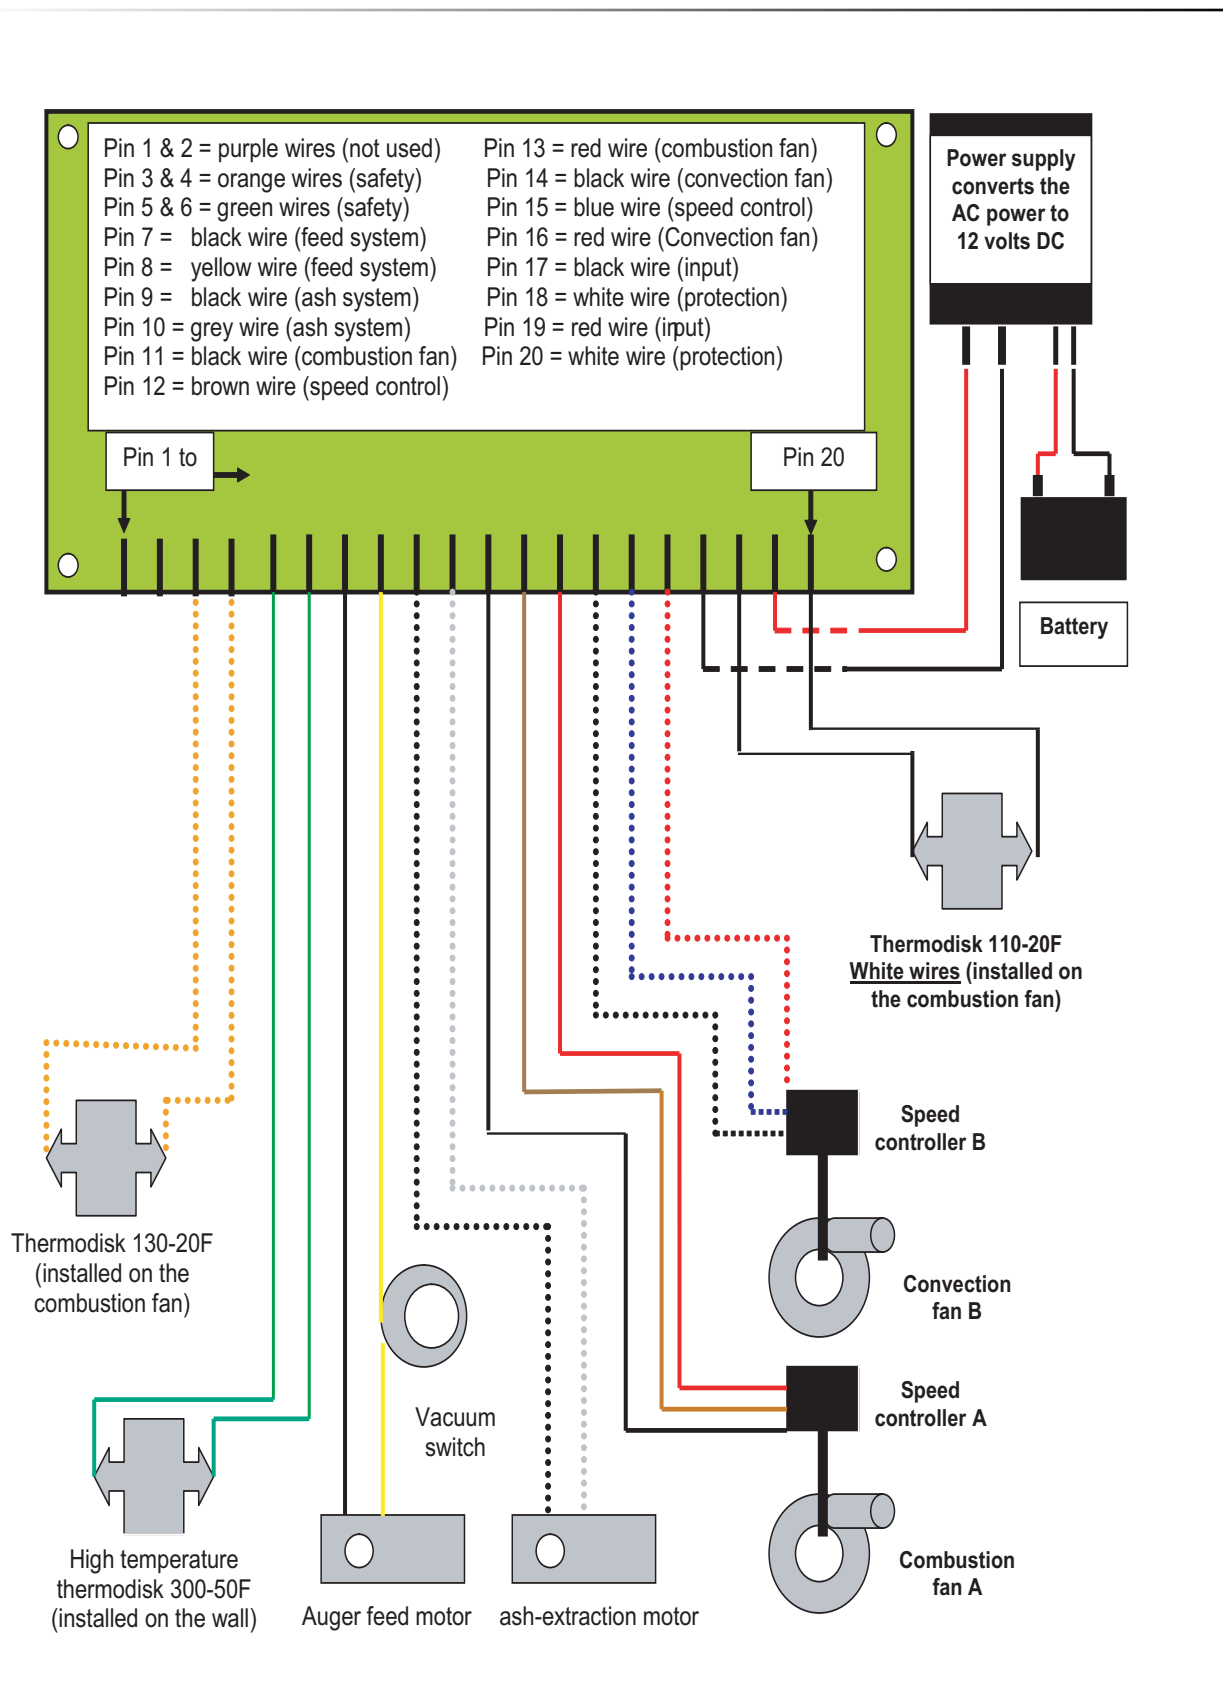 Pin 1 & 2 = purple wires (not used)
Pin 3 & 4 = orange wires (safety)
Pin 5 & 6 = green wires (safety)
Pin 7 = black wire (feed system)
Pin 8 = yellow wire (feed system)
Pin 9 = black wire (ash system)
Pin 10 = grey wire (ash system)
Pin 11 = black wire (combustion fan)
Pin 12 = brown wire (speed control)
Pin 13 = red wire (combustion fan)
Pin 14 = black wire (convection fan)
Pin 15 = blue wire (speed control)
Pin 16 = red wire (Convection fan)
Pin 17 = black wire (input)
Pin 18 = white wire (protection)
Pin 19 = red wire (input)
Pin 20 = white wire (protection)
Power supply
converts the
AC power to
12 volts DC
Pin 1 to
Pin 20
Battery
Thermodisk 110-20F
White wires (installed on
the combustion fan)
Speed
controller B
Thermodisk 130-20F
(installed on the
combustion fan)
Convection
fan B
Vacuum
switch
Speed
controller A
High temperature
thermodisk 300-50F
(installed on the wall)
Auger feed motor
ash-extraction motor
Combustion
fan A